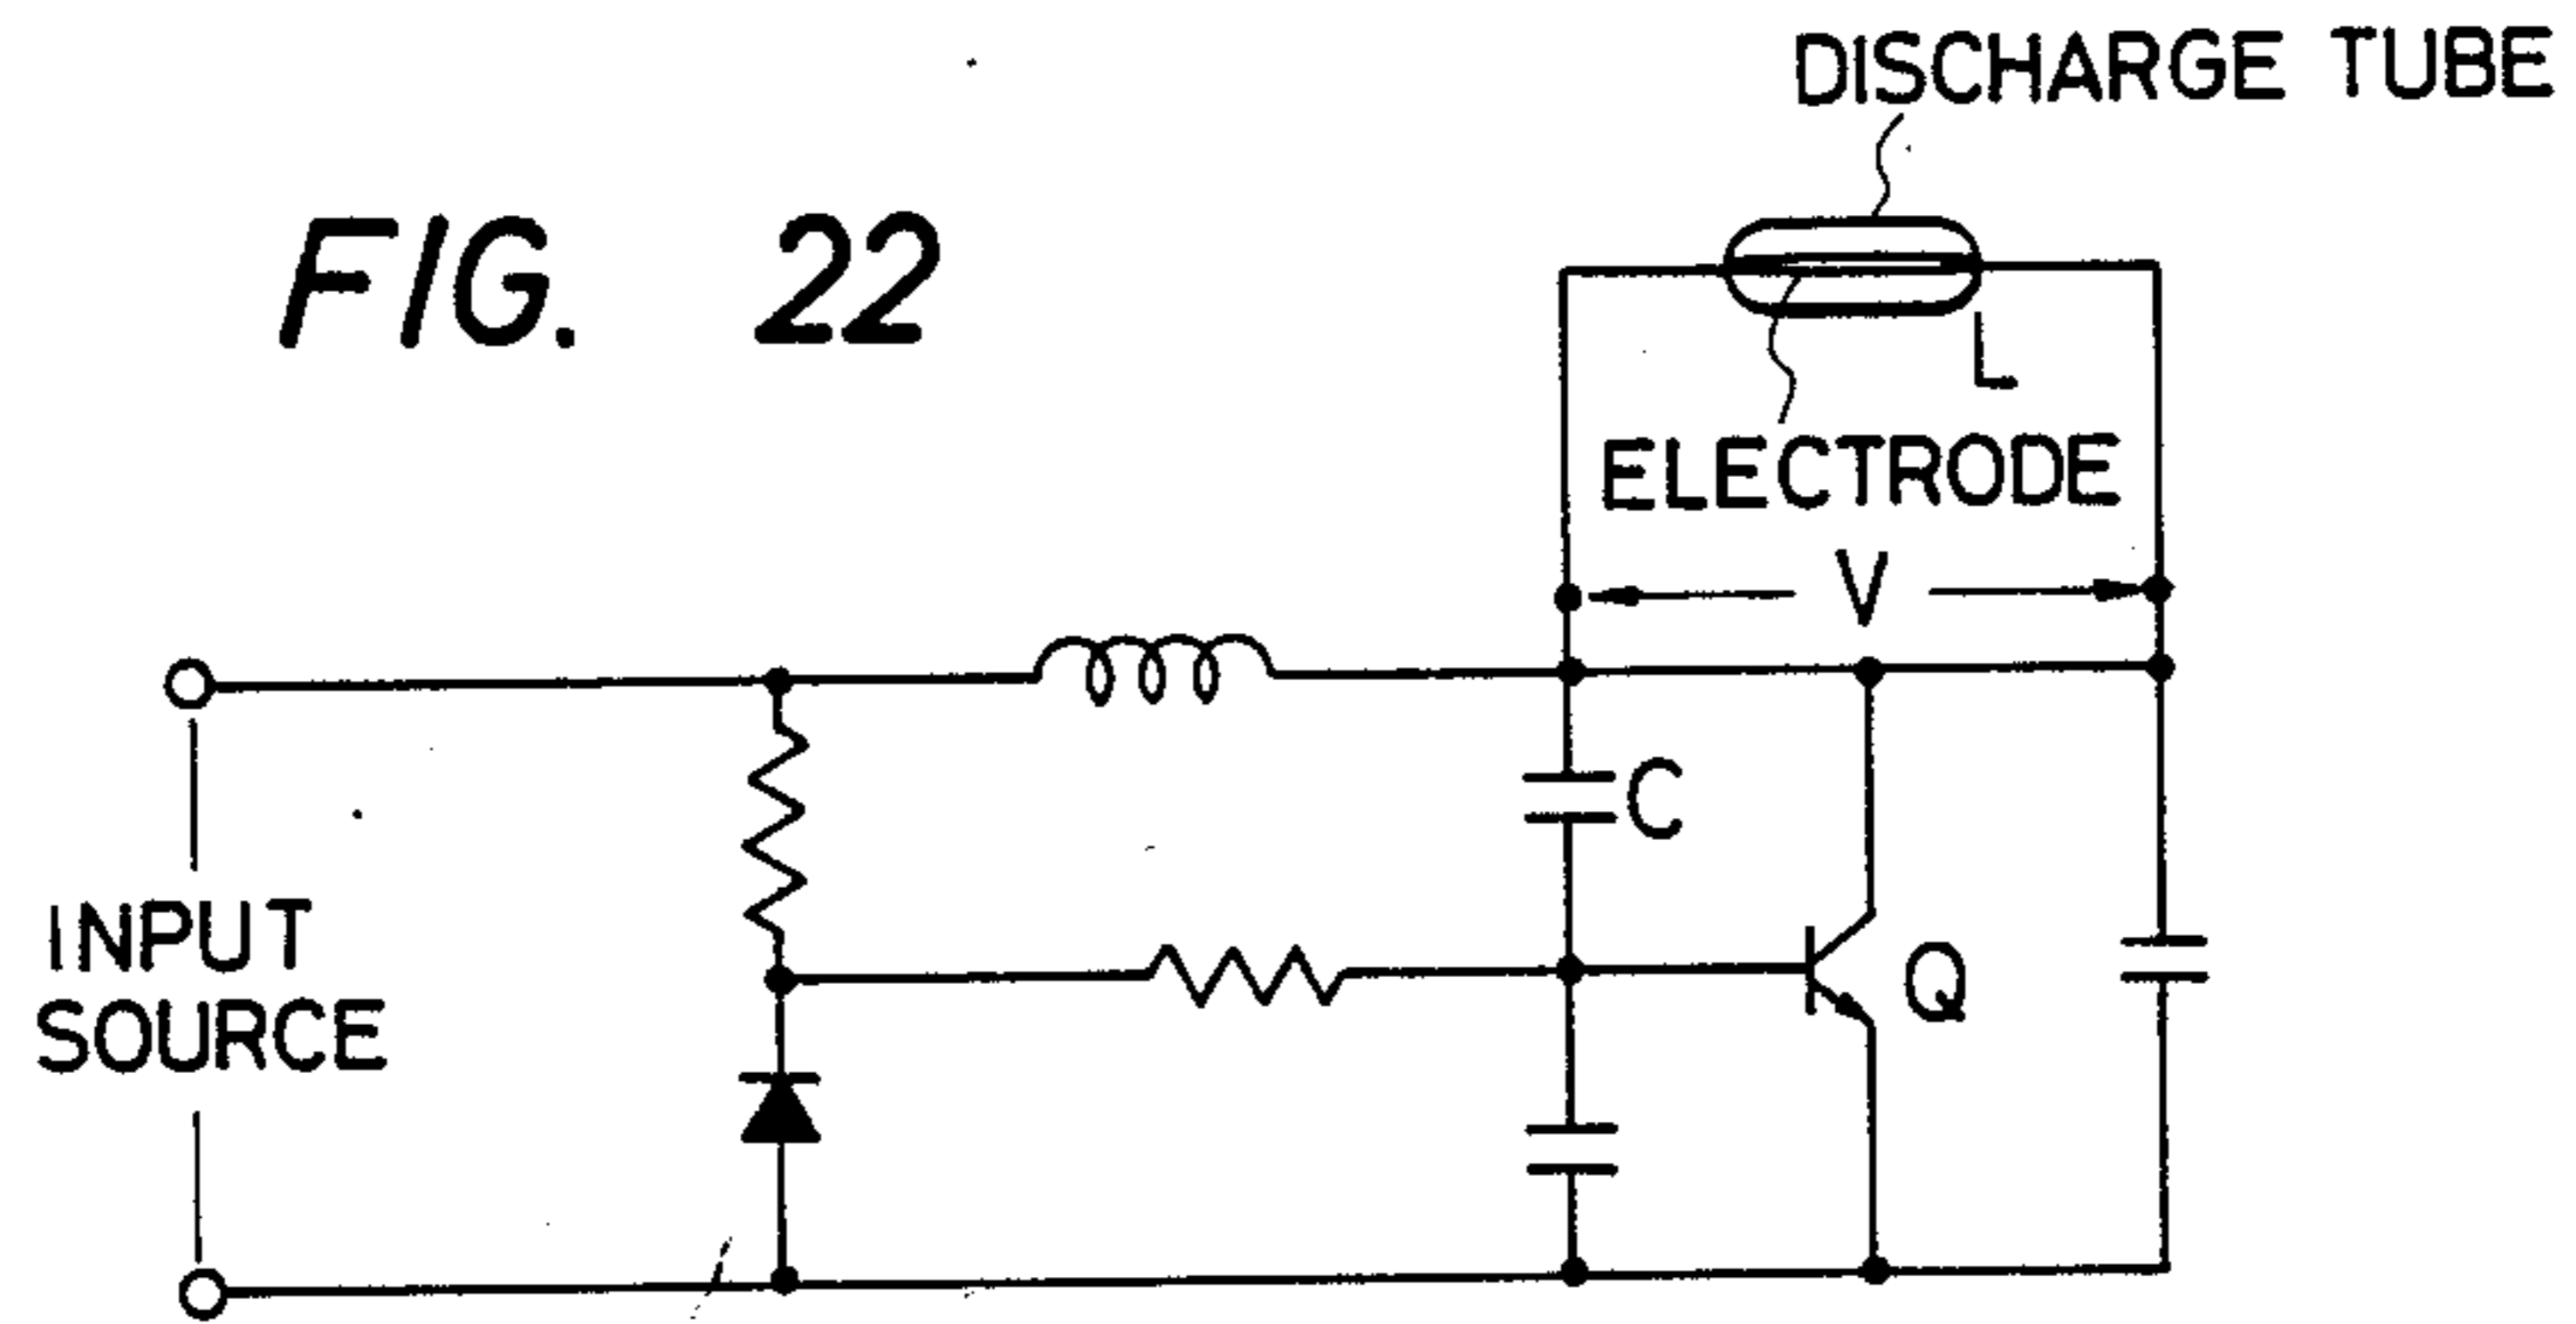 DISCHARGE TUBE
FIG. 22
L
ELECTRODE
V
C
INPUT
SOURCE
Q